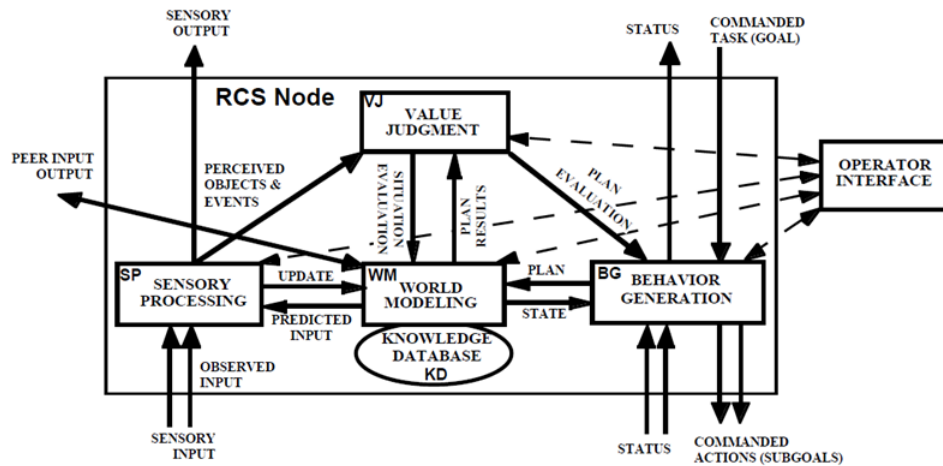 SENSORY
OUTPUT
STATUS
COMMANDED
TASK (GOAL)
RCS Node
VJ
VALUE
JUDGMENT
PEER INPUT
OUTPUT
PERCEIVED
OBJECTS &
EVENTS
SITUATION
EVALUATION
PLAN
RESULTS
PLAN
EVALUATION
OPERATOR
INTERFACE
SP
SENSORY
PROCESSING
UPDATE
PREDICTED
INPUT
WM
WORLD
MODELING
PLAN
STATE
BG
BEHAVIOR
GENERATION
KNOWLEDGE
DATABASE
KD
OBSERVED
INPUT
SENSORY
INPUT
STATUS
COMMANDED
ACTIONS (SUBGOALS)